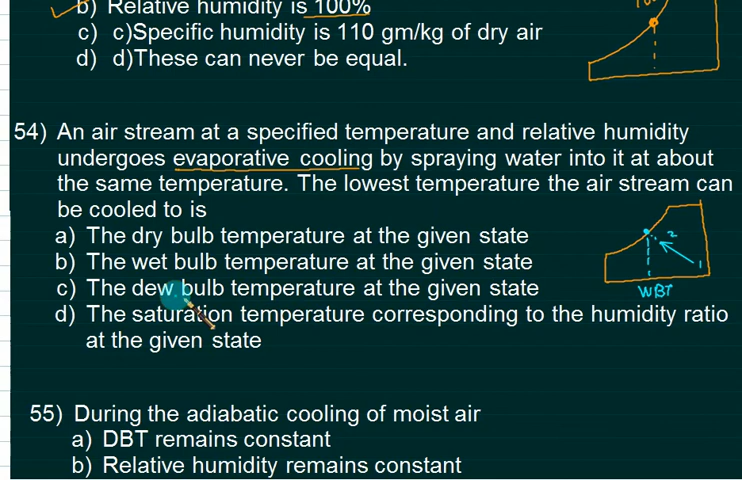 b) Relative humidity is 100%
c) c)Specific humidity is 110 gm/kg of dry air
d) d)These can never be equal.
54) An air stream at a specified temperature and relative humidity
undergoes evaporative cooling by spraying water into it at about
the same temperature. The lowest temperature the air stream can
be cooled to is
a) The dry bulb temperature at the given state
b) The wet bulb temperature at the given state
c) The dew bulb temperature at the given state
d) The saturation temperature corresponding to the humidity ratio
at the given state
2
1
WBT
55) During the adiabatic cooling of moist air
a) DBT remains constant
b) Relative humidity remains constant